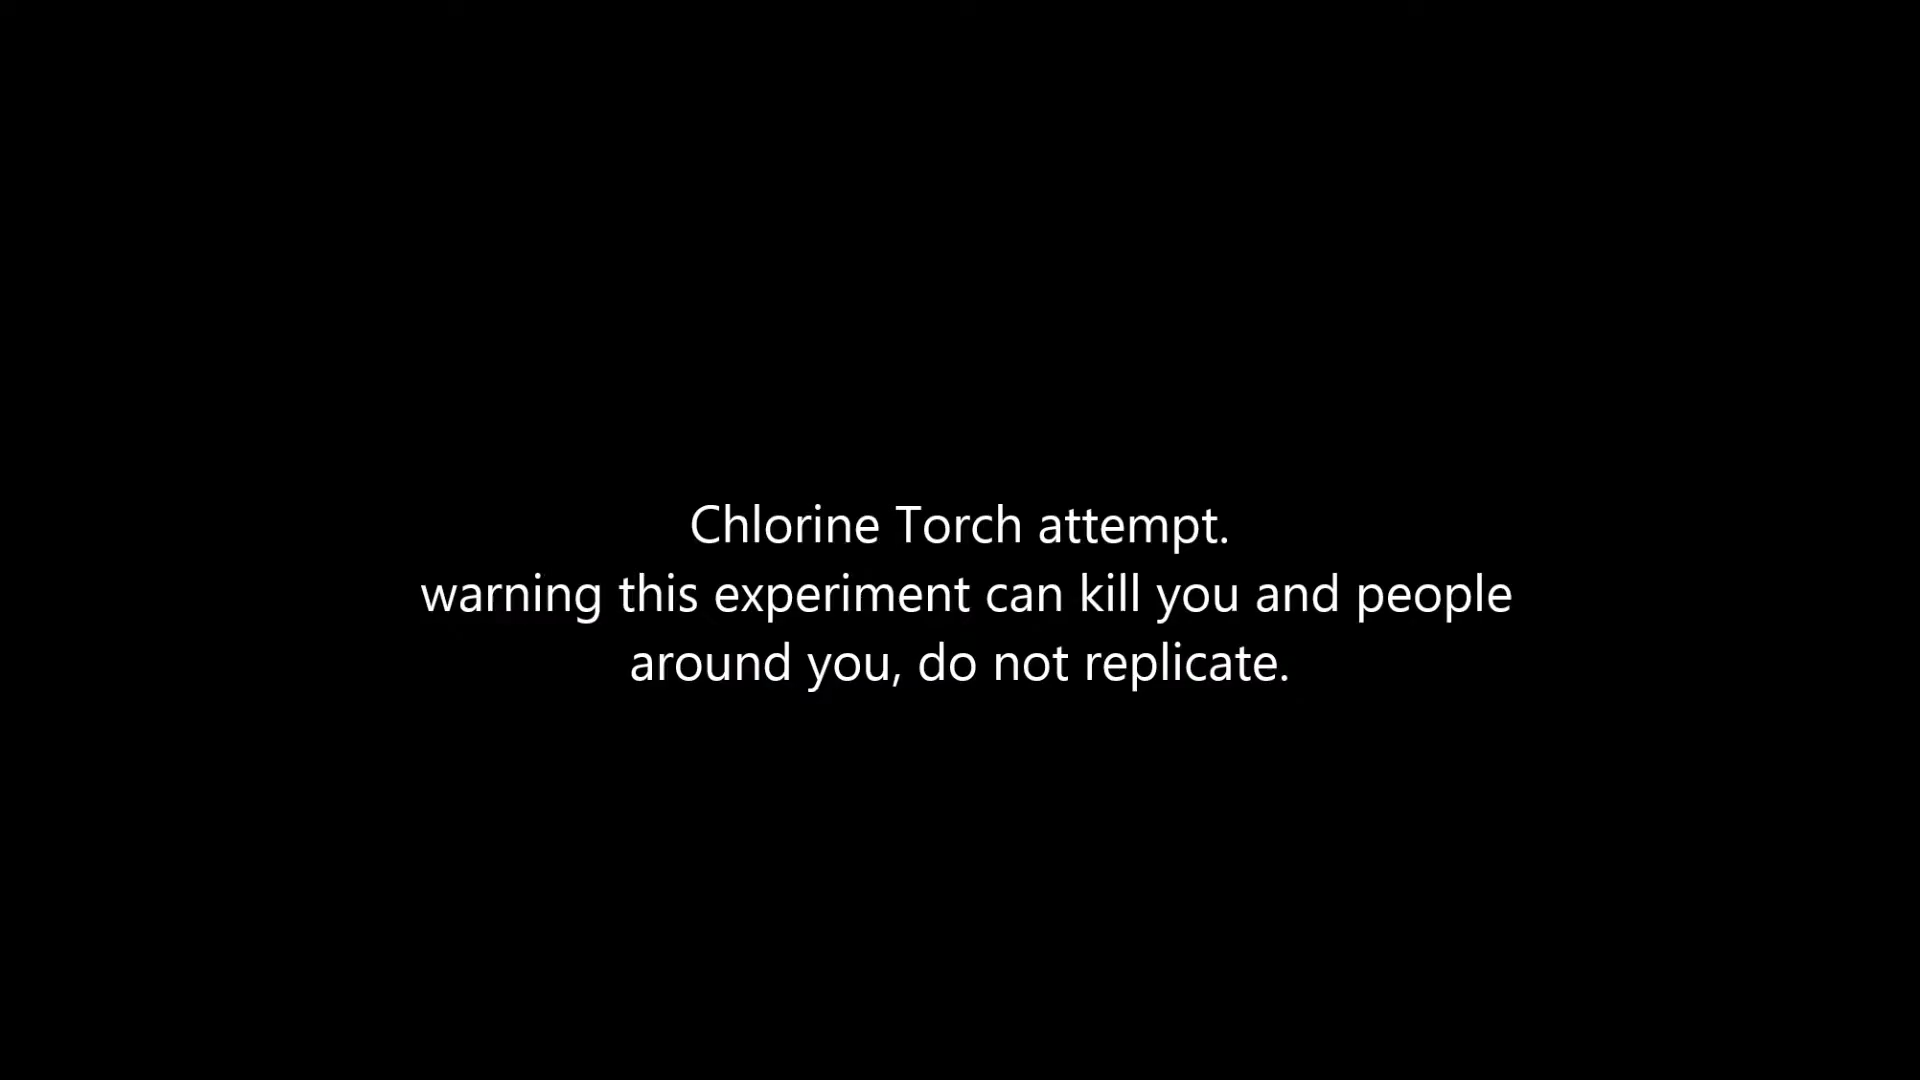 Chlorine Torch attempt.
warning this experiment can kill you and people
around you, do not replicate.